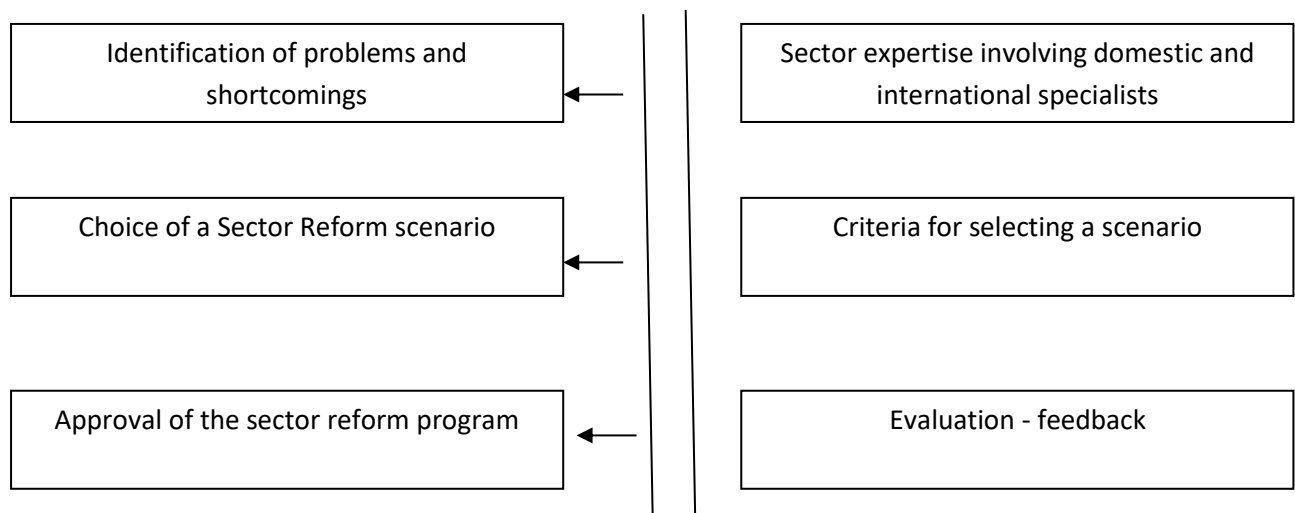 Identification of problems and
shortcomings
Sector expertise involving domestic and
international specialists
Choice of a Sector Reform scenario
Criteria for selecting a scenario
Approval of the sector reform program
Evaluation - feedback